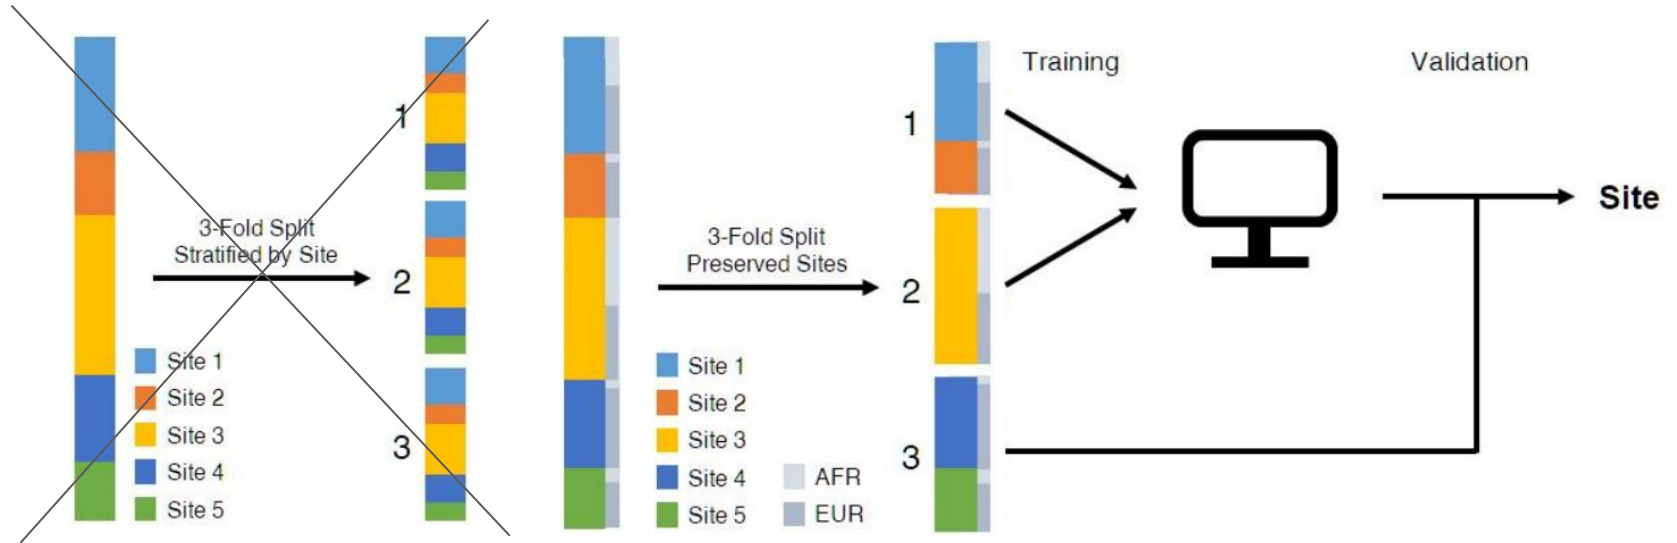 1
2
3
3-Fold Split
Stratified by Site
Site 1
Site 2
Site 3
Site 4
Site 5
3-Fold Split
Preserved Sites
Site 1
Site 2
Site 3
Site 4
Site 5
AFR
EUR
1
2
3
Training
Validation
Site